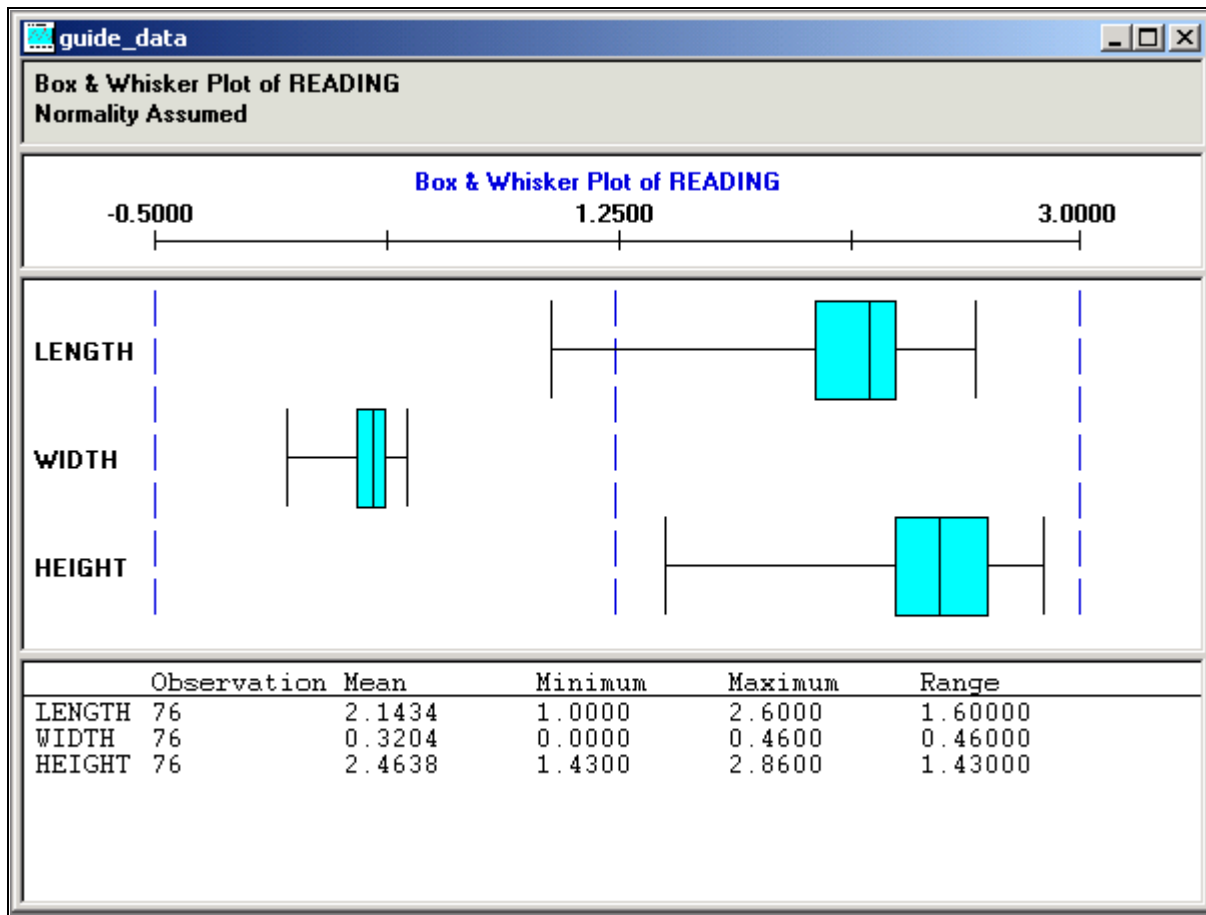 guide_data
Box & Whisker Plot of READING
Normality Assumed
Box & Whisker Plot of READING
-0.5000 1.2500 3.0000
LENGTH
WIDTH
HEIGHT
Observation Mean Minimum Maximum Range
LENGTH 76 2.1434 1.0000 2.6000 1.60000
WIDTH 76 0.3204 0.0000 0.4600 0.46000
HEIGHT 76 2.4638 1.4300 2.8600 1.43000